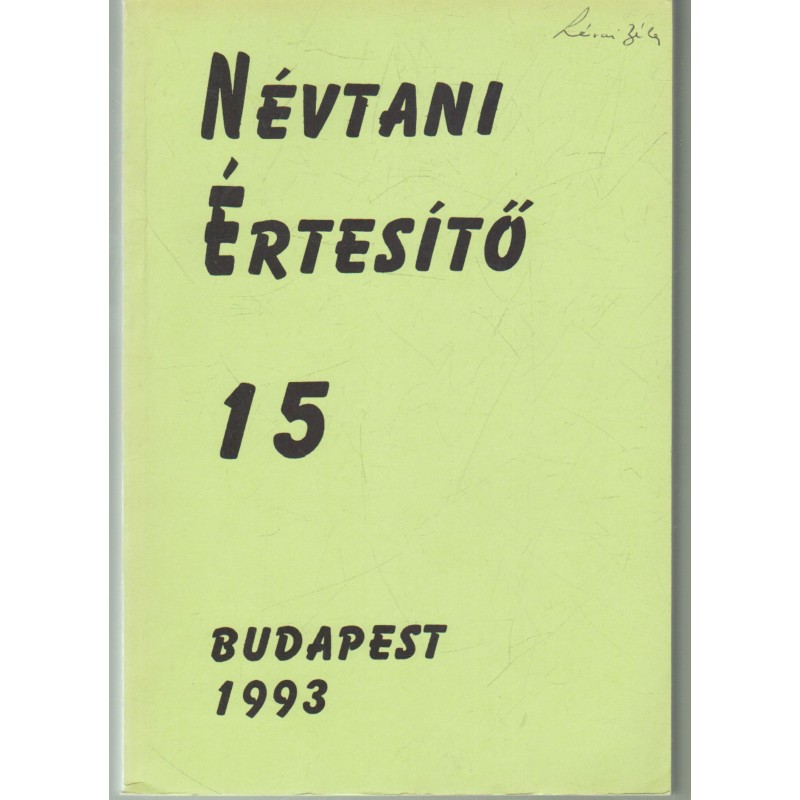 NÉVTANI
ÉRTESÍTŐ
15
BUDAPEST
1993